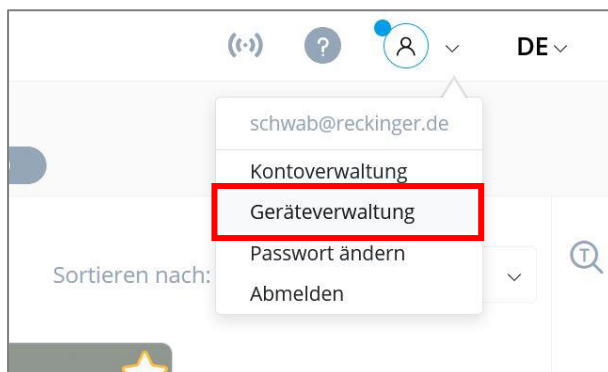 DE
schwab@reckinger.de
Kontoverwaltung
Geräteverwaltung
Passwort ändern
Sortieren nach:
Abmelden